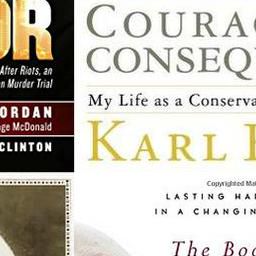 OR
After Riots, an
n Murder Trial
ORDAN
ge McDonald
CLINTON
COURAG
CONSEQU
My Life as a Conserva
KARL
Copyrighted Mat
LASTING HA
IN A CHANGIN
The Boo